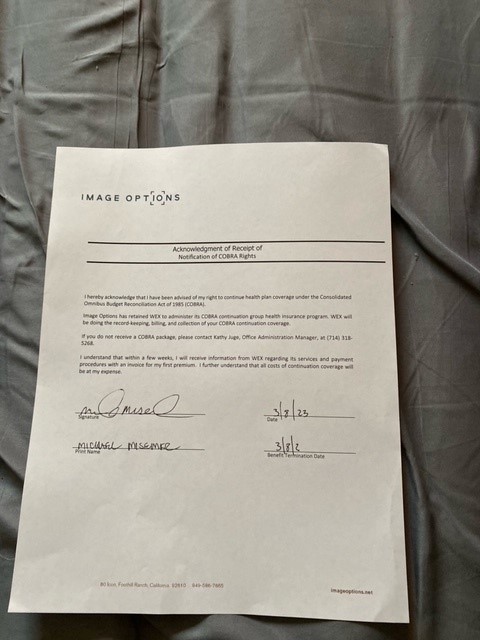 IMAGE OPTIONS
Acknowledgment of Receipt of
Notification of COBRA Rights
I hereby acknowledge that I have been advised of my right to continue health plan coverage under the Consolidated
Omnibus Budget Reconciliation Act of 1985 (COBRA).
Image Options has retained WEX to administer its COBRA continuation group health insurance program. WEX will
be doing the record-keeping, billing, and collection of your COBRA continuation coverage.
If you do not receive a COBRA package, please contact Kathy Juge, Office Administration Manager, at (714) 318-
5268.
I understand that within a few weeks, I will receive information from WEX regarding its services and payment
procedures with an invoice for my first premium. I further understand that all costs of continuation coverage will
be at my expense.
3/8/23
Signature
Date
MICHAEL
3/8/2
Print Name
Benefit Termination Date
80 Icon, Foothill Ranch, California 92610
imageoptions.net